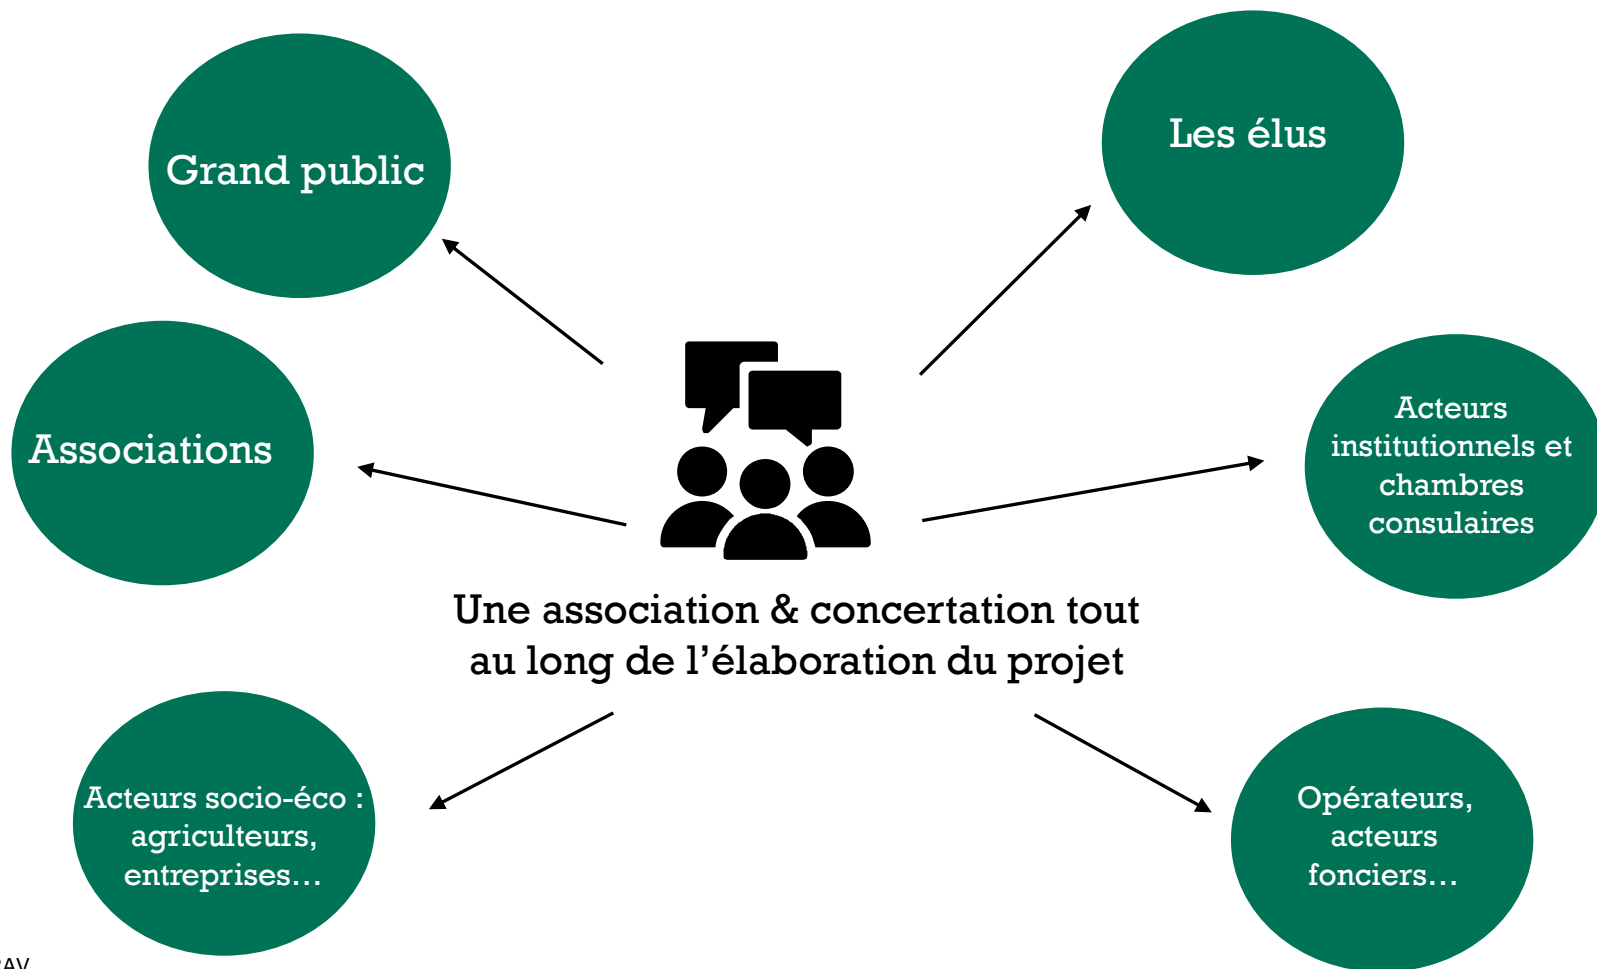 Grand public
Les élus
Associations
Acteurs
institutionnels et
chambres
consulaires
Une association & concertation tout
au long de l’élaboration du projet
Acteurs socio-éco :
agriculteurs,
entreprises…
Opérateurs,
acteurs
fonciers…